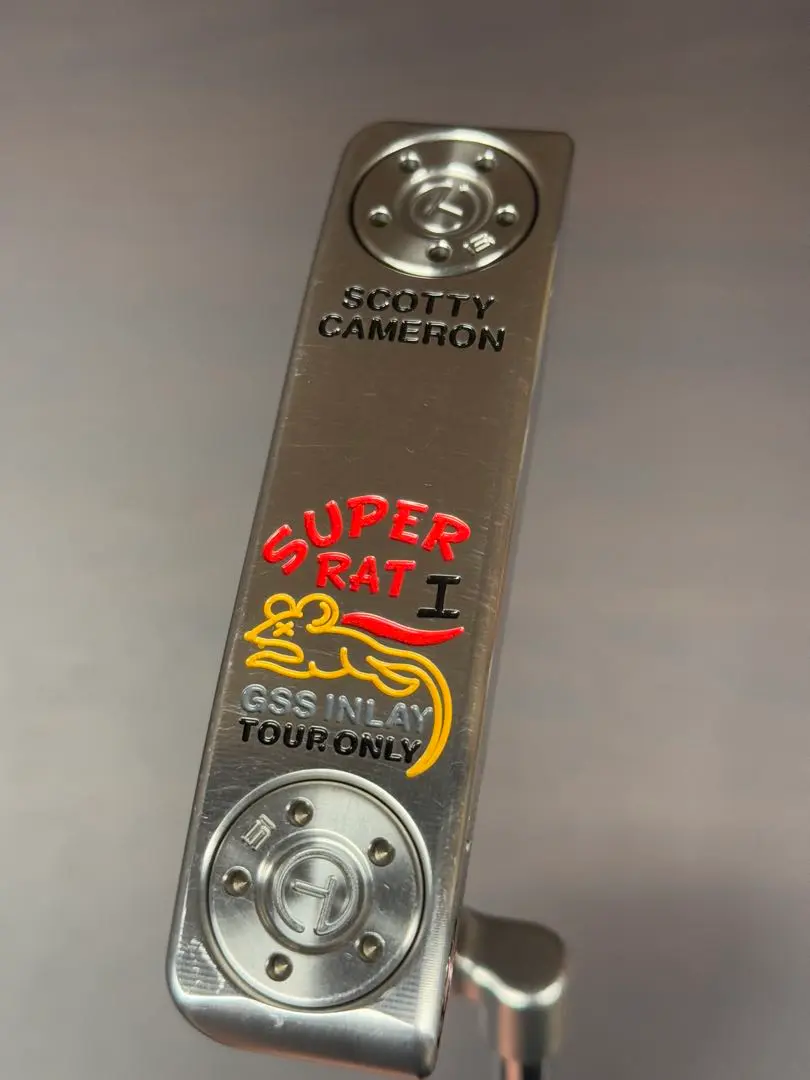 SCOTTY
CAMERON
SUPER
RAT I
GSS INLAY
TOUR ONLY